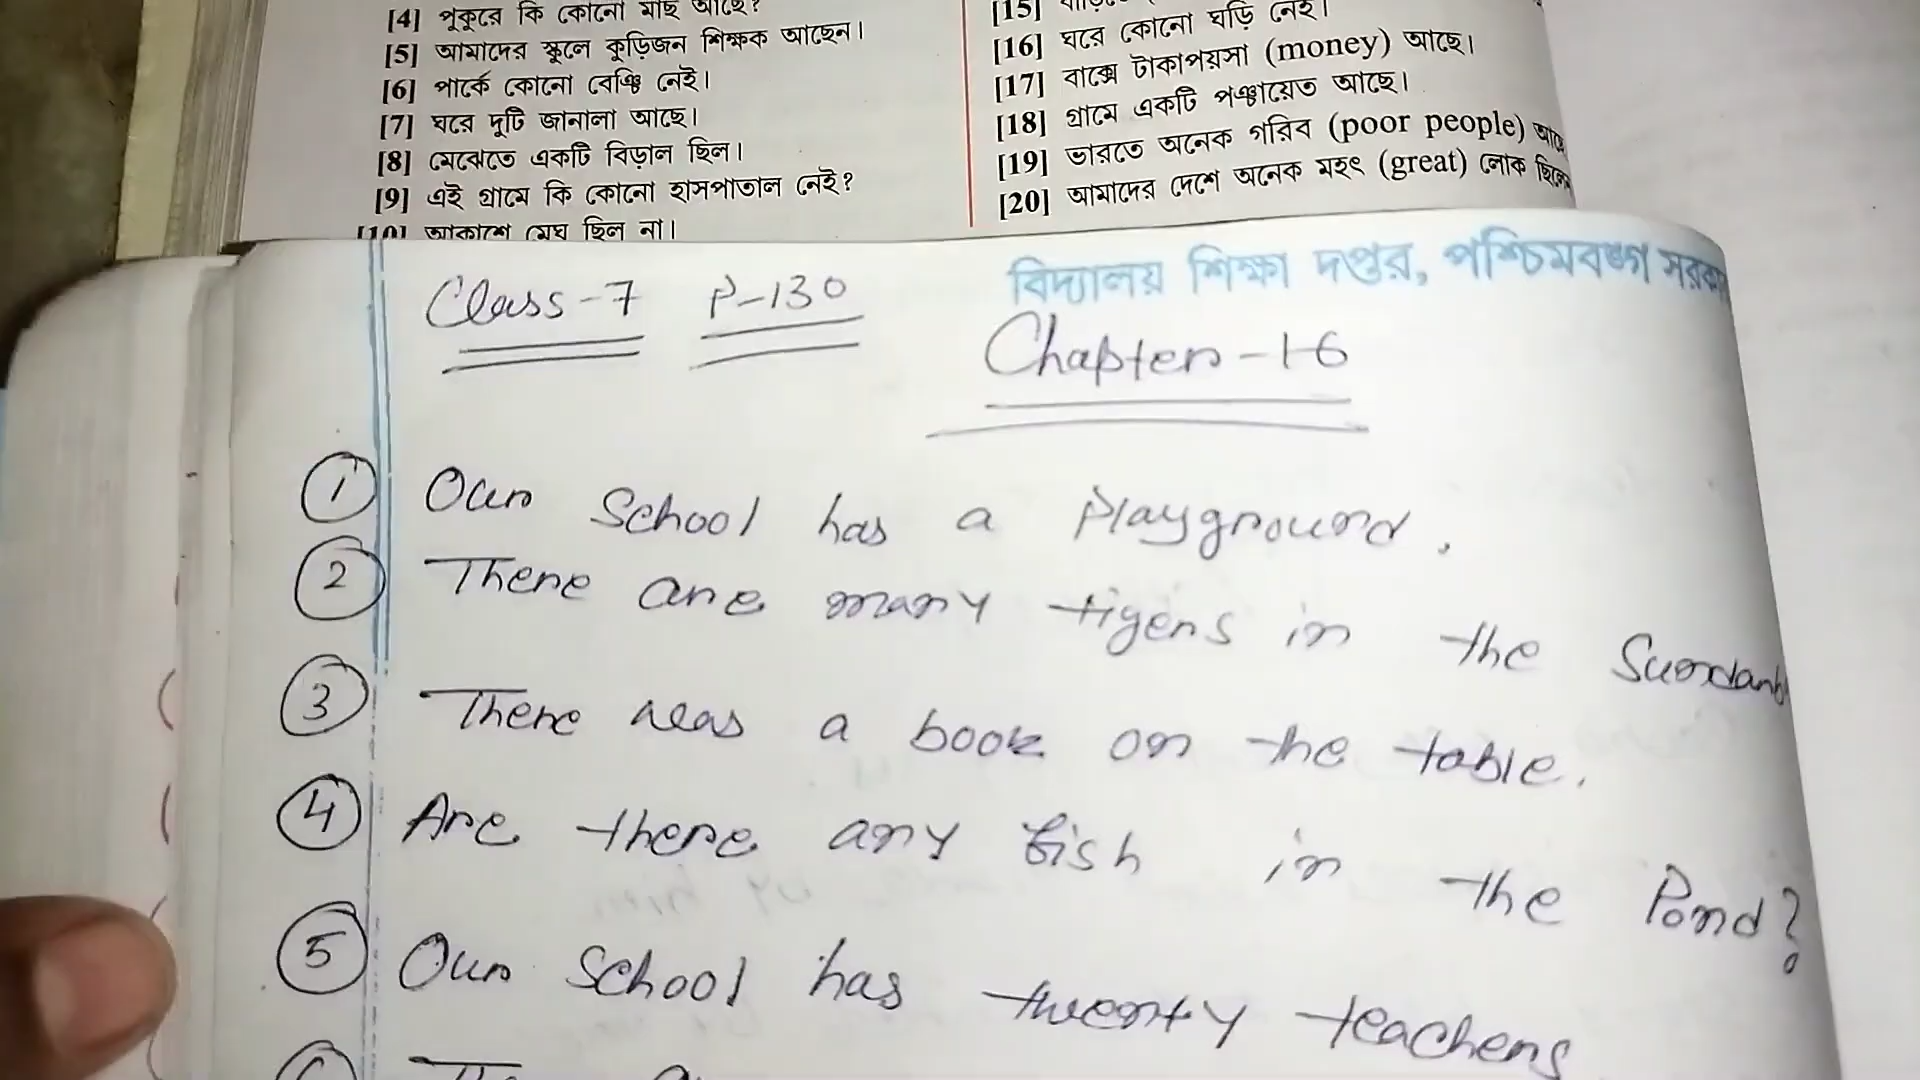 [4] পুকুরে কি কোনো মাছ আছে?
[5] আমাদের স্কুলে কুড়িজন শিক্ষক আছেন।
[6] পার্কে কোনো বেঞ্চি নেই।
[7] ঘরে দুটি জানালা আছে।
[8] মেঝেতে একটি বিড়াল ছিল।
[9] এই গ্রামে কি কোনো হাসপাতাল নেই?
[10] আকাশে মেঘ ছিল না।
[15]
[16] ঘরে কোনো ঘড়ি নেই।
[17] বাক্সে টাকাপয়সা (money) আছে।
[18] গ্রামে একটি পঞ্চায়েত আছে।
[19] ভারতে অনেক গরিব (poor people)
[20] আমাদের দেশে অনেক মহৎ (great) লোক
বিদ্যালয় শিক্ষা দপ্তর, পশ্চিমবঙ্গ
Class-7 P-130
Chapter-16
1 Our School has a Playground.
2 There are many tigers in the
3 There was a book on the table.
4 Are there any fish in the Pond?
5 Our School has twenty teachers